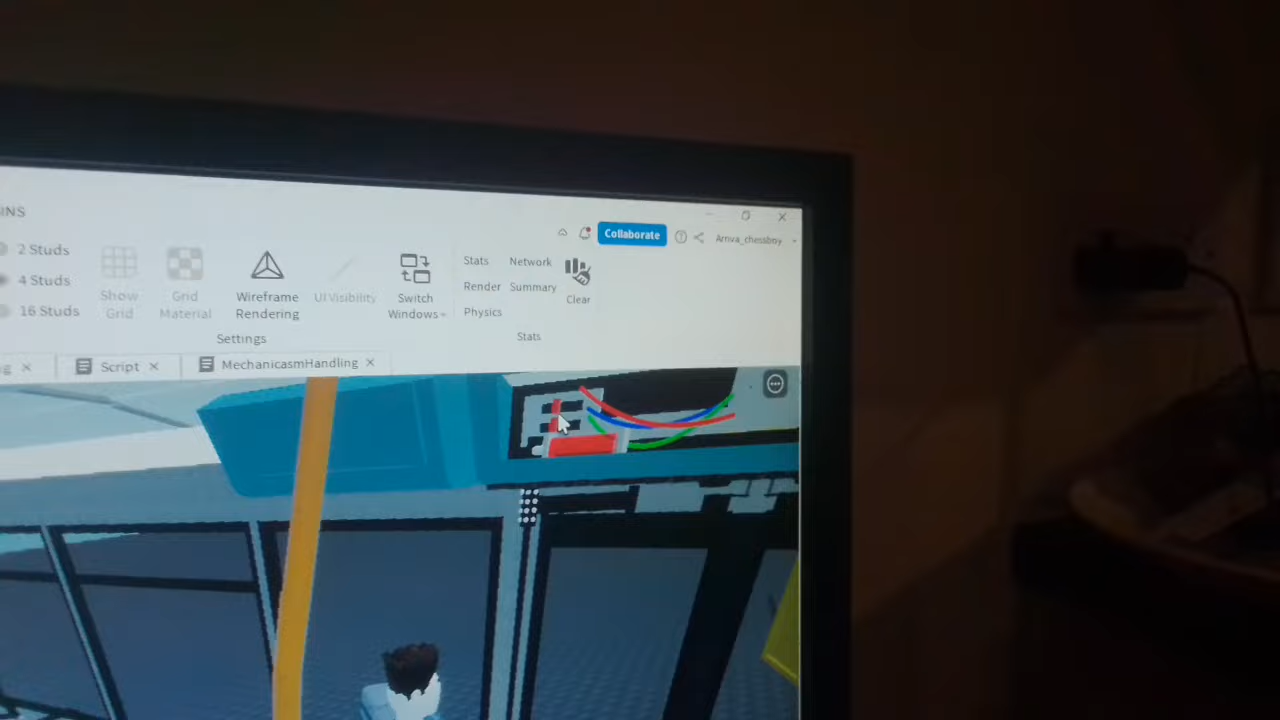 INS
Collaborate
Arriva_chessboy
2 Studs
4 Studs
16 Studs
Show
Grid
Grid
Material
Wireframe
Rendering
UI Visibility
Switch
Windows
Settings
Stats
Network
Render
Summary
Physics
Clear
Stats
g
Script
MechanicasmHandling